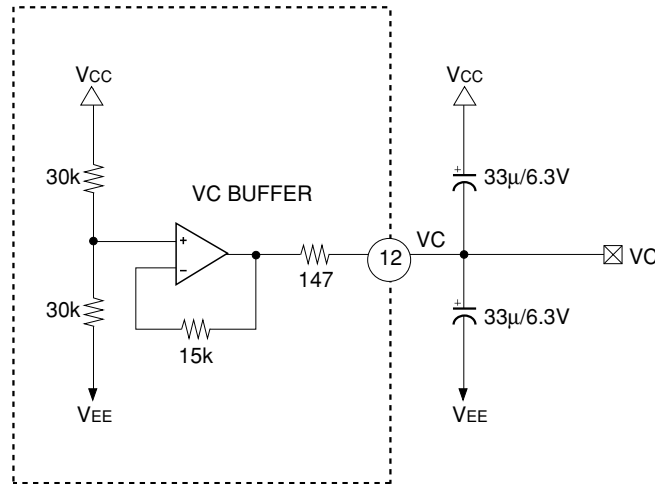 VCC
VCC
30k
33µ/6.3V
VC BUFFER
+
+
VC
12
VC
−
147
+
30k
33µ/6.3V
15k
VEE
VEE